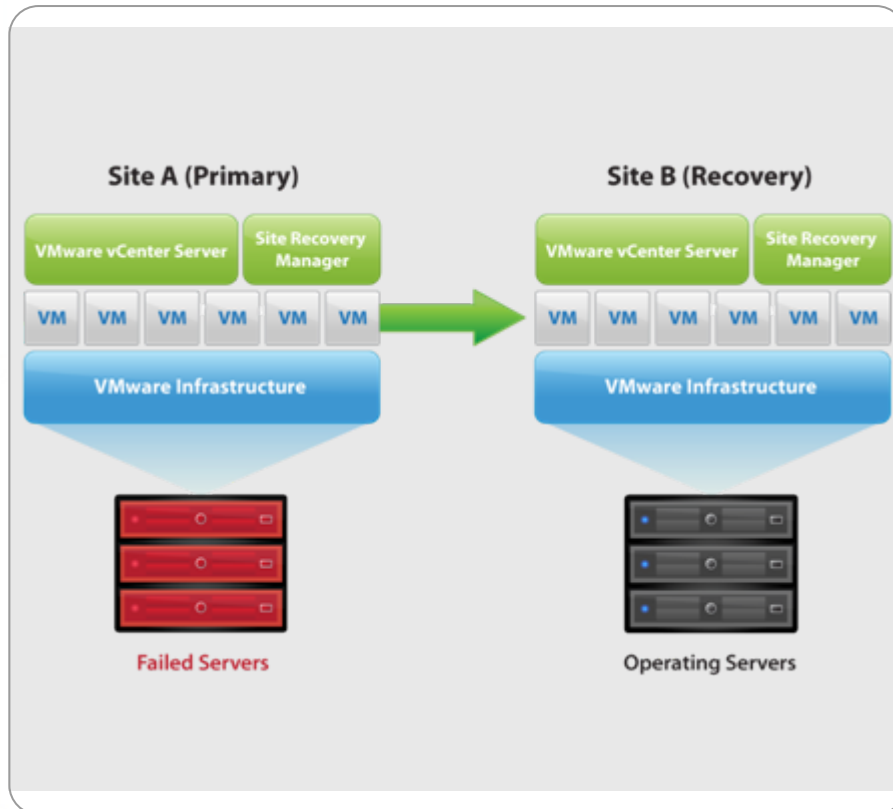 Site A (Primary)
Site B (Recovery)
VMware vCenter Server
Site Recovery
Manager
VMware vCenter Server
Site Recovery
Manager
VM VM VM VM VM VM
VM VM VM VM VM VM
VMware Infrastructure
VMware Infrastructure
Failed Servers
Operating Servers